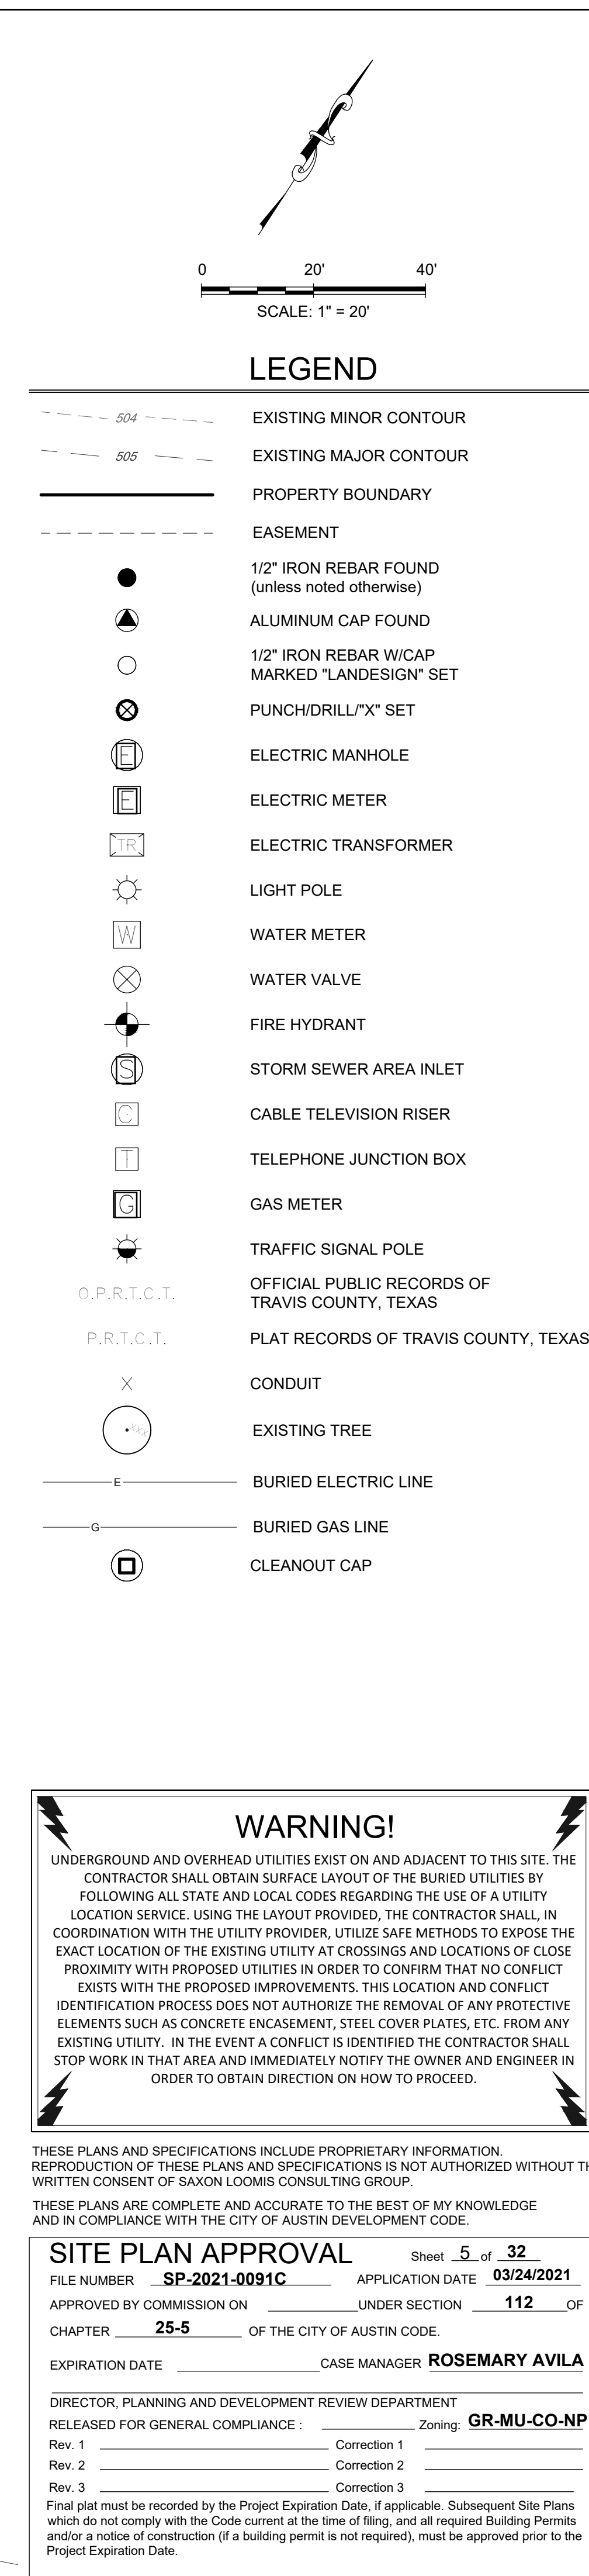 0 20' 40'
SCALE: 1" = 20'
LEGEND
504 EXISTING MINOR CONTOUR
505 EXISTING MAJOR CONTOUR
PROPERTY BOUNDARY
EASEMENT
1/2" IRON REBAR FOUND
(unless noted otherwise)
ALUMINUM CAP FOUND
1/2" IRON REBAR W/CAP
MARKED "LANDESIGN" SET
PUNCH/DRILL/"X" SET
E ELECTRIC MANHOLE
E ELECTRIC METER
TR ELECTRIC TRANSFORMER
LIGHT POLE
W WATER METER
WATER VALVE
FIRE HYDRANT
S STORM SEWER AREA INLET
C CABLE TELEVISION RISER
T TELEPHONE JUNCTION BOX
G GAS METER
TRAFFIC SIGNAL POLE
O.P.R.T.C.T. OFFICIAL PUBLIC RECORDS OF
TRAVIS COUNTY, TEXAS
P.R.T.C.T. PLAT RECORDS OF TRAVIS COUNTY, TEXAS
X CONDUIT
XXX EXISTING TREE
E BURIED ELECTRIC LINE
G BURIED GAS LINE
CLEANOUT CAP
WARNING!
UNDERGROUND AND OVERHEAD UTILITIES EXIST ON AND ADJACENT TO THIS SITE. THE
CONTRACTOR SHALL OBTAIN SURFACE LAYOUT OF THE BURIED UTILITIES BY
FOLLOWING ALL STATE AND LOCAL CODES REGARDING THE USE OF A UTILITY
LOCATION SERVICE. USING THE LAYOUT PROVIDED, THE CONTRACTOR SHALL, IN
COORDINATION WITH THE UTILITY PROVIDER, UTILIZE SAFE METHODS TO EXPOSE THE
EXACT LOCATION OF THE EXISTING UTILITY AT CROSSINGS AND LOCATIONS OF CLOSE
PROXIMITY WITH PROPOSED UTILITIES IN ORDER TO CONFIRM THAT NO CONFLICT
EXISTS WITH THE PROPOSED IMPROVEMENTS. THIS LOCATION AND CONFLICT
IDENTIFICATION PROCESS DOES NOT AUTHORIZE THE REMOVAL OF ANY PROTECTIVE
ELEMENTS SUCH AS CONCRETE ENCASEMENT, STEEL COVER PLATES, ETC. FROM ANY
EXISTING UTILITY. IN THE EVENT A CONFLICT IS IDENTIFIED THE CONTRACTOR SHALL
STOP WORK IN THAT AREA AND IMMEDIATELY NOTIFY THE OWNER AND ENGINEER IN
ORDER TO OBTAIN DIRECTION ON HOW TO PROCEED.
THESE PLANS AND SPECIFICATIONS INCLUDE PROPRIETARY INFORMATION.
REPRODUCTION OF THESE PLANS AND SPECIFICATIONS IS NOT AUTHORIZED WITHOUT
WRITTEN CONSENT OF SAXON LOOMIS CONSULTING GROUP.
THESE PLANS ARE COMPLETE AND ACCURATE TO THE BEST OF MY KNOWLEDGE
AND IN COMPLIANCE WITH THE CITY OF AUSTIN DEVELOPMENT CODE.
SITE PLAN APPROVAL Sheet 5 of 32
FILE NUMBER SP-2021-0091C APPLICATION DATE 03/24/2021
APPROVED BY COMMISSION ON UNDER SECTION 112 OF
CHAPTER 25-5 OF THE CITY OF AUSTIN CODE.
EXPIRATION DATE CASE MANAGER ROSEMARY AVILA
DIRECTOR, PLANNING AND DEVELOPMENT REVIEW DEPARTMENT
RELEASED FOR GENERAL COMPLIANCE : Zoning: GR-MU-CO-NP
Rev. 1 Correction 1
Rev. 2 Correction 2
Rev. 3 Correction 3
Final plat must be recorded by the Project Expiration Date, if applicable. Subsequent Site Plans
which do not comply with the Code current at the time of filing, and all required Building Permits
and/or a notice of construction (if a building permit is not required), must be approved prior to the
Project Expiration Date.